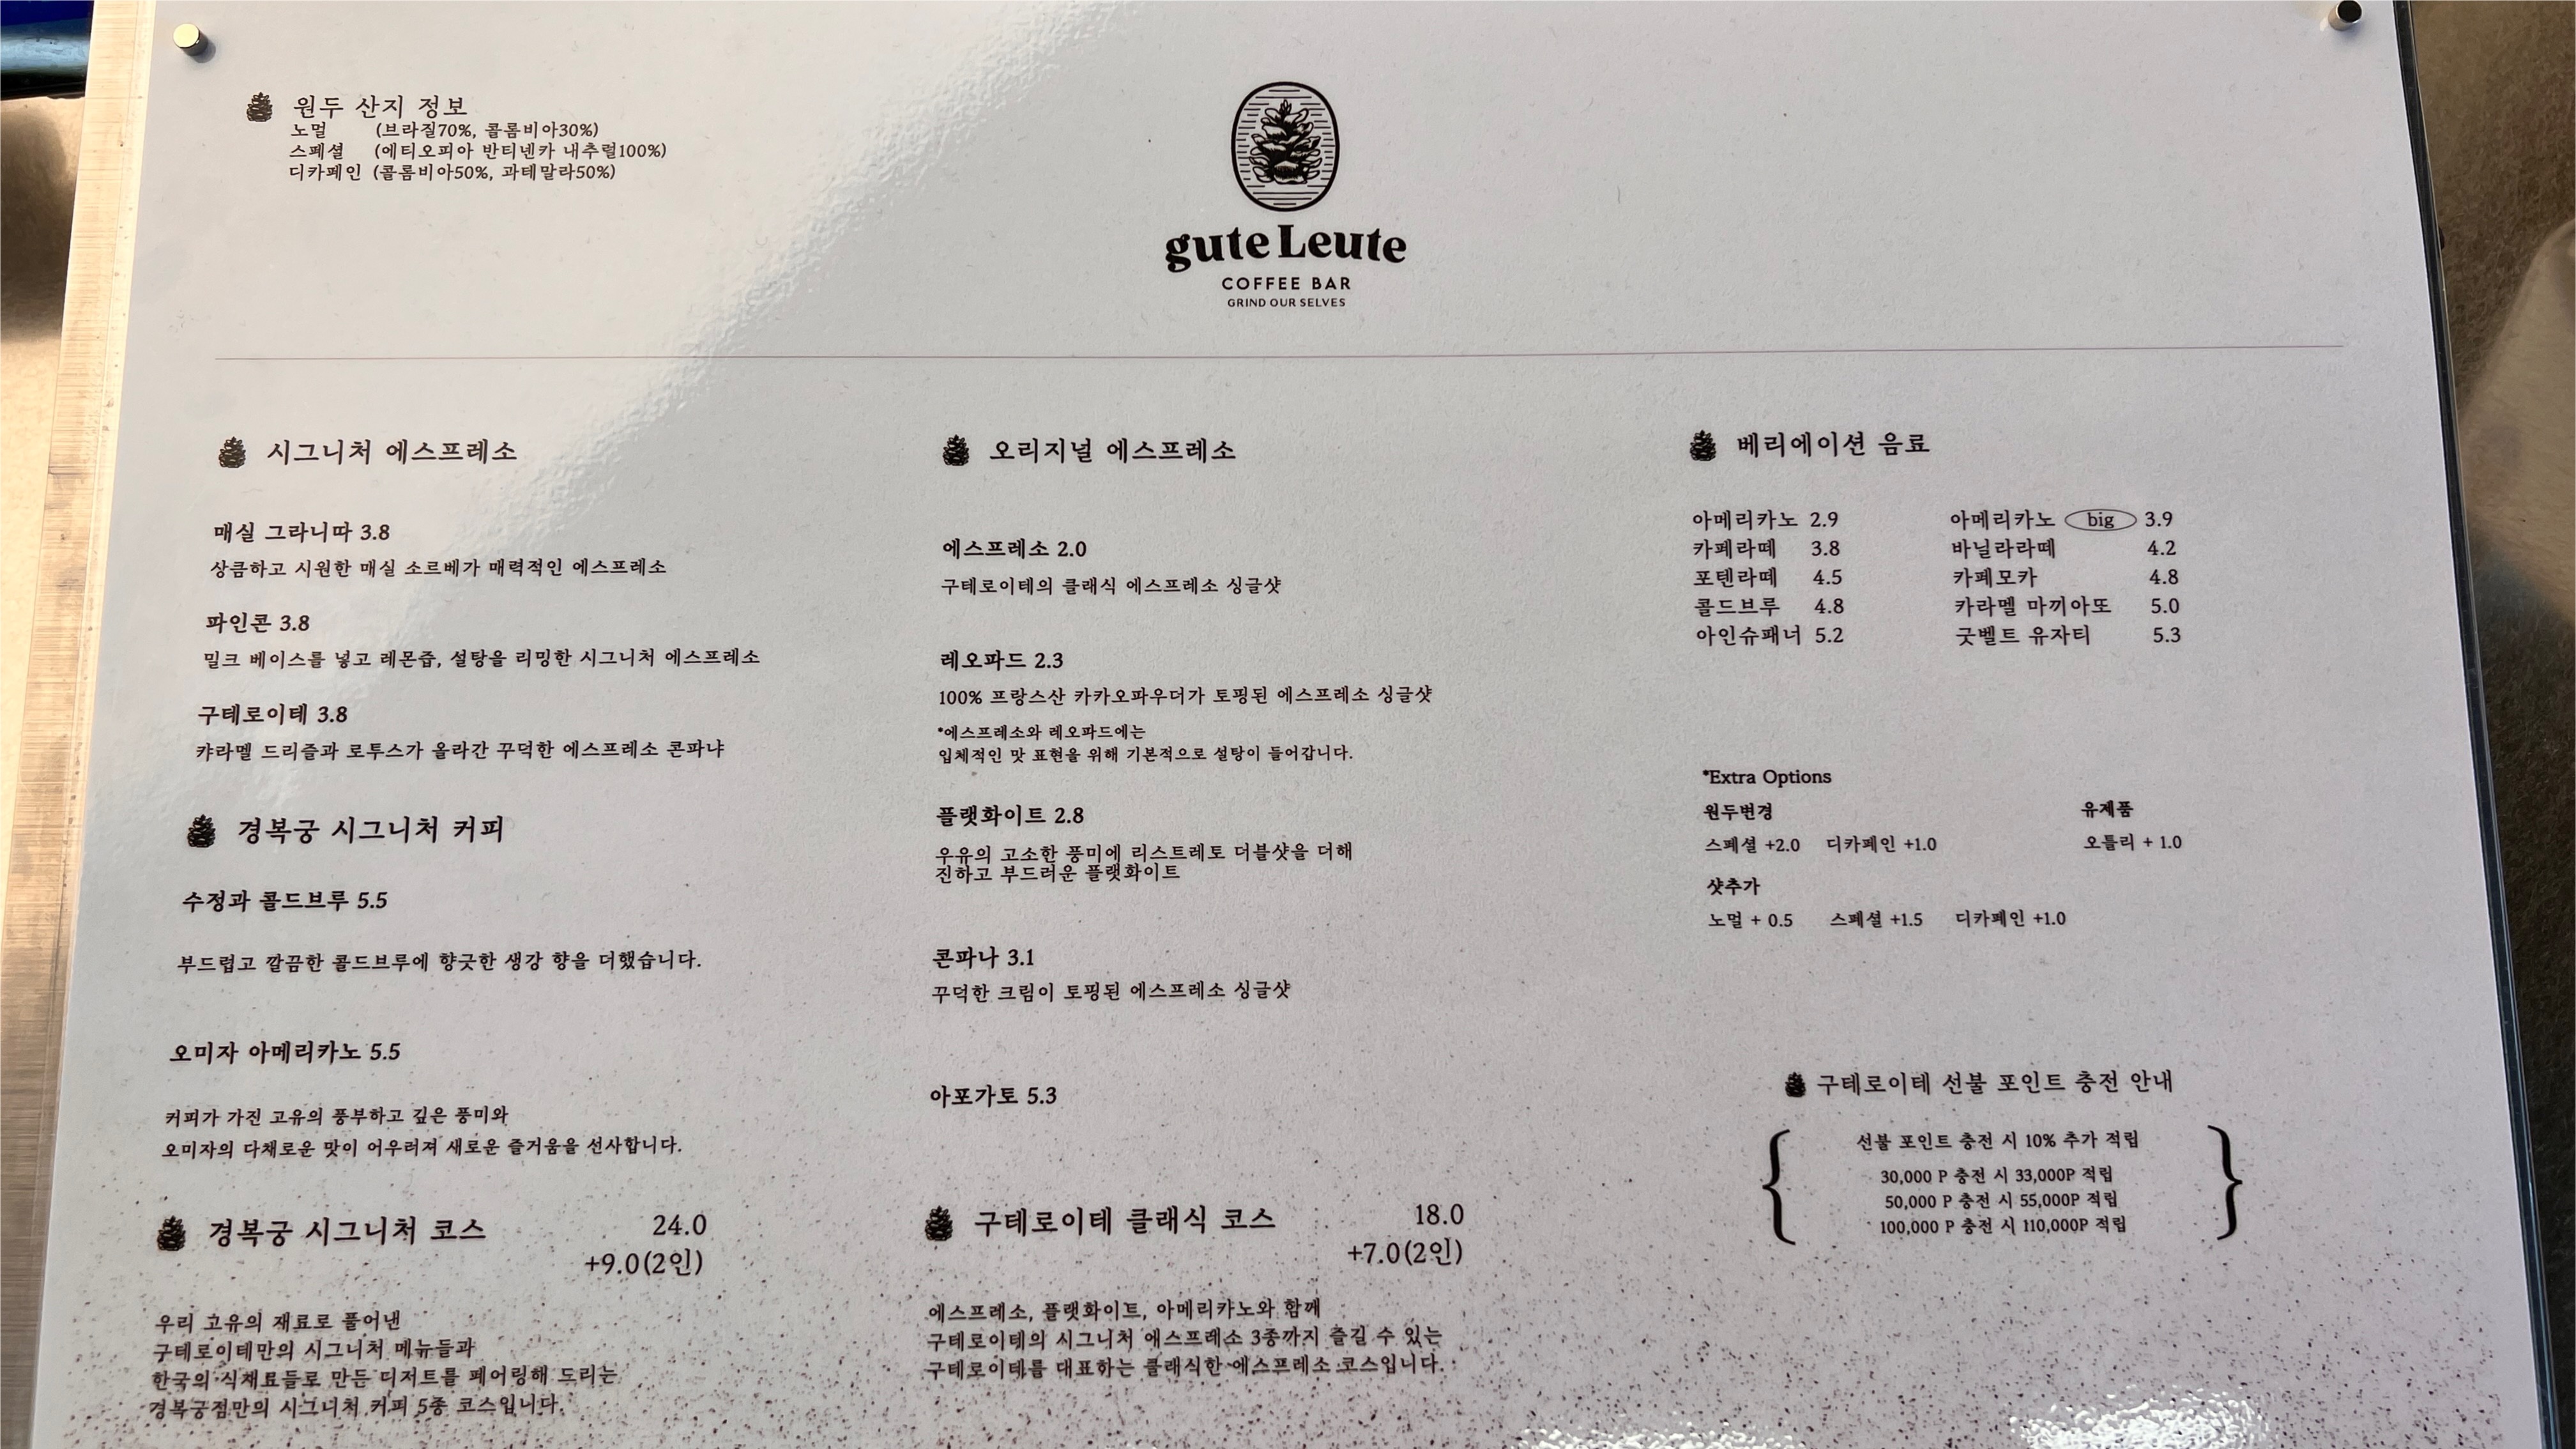 원두 산지 정보
노멀 (브라질70%, 콜롬비아30%)
스페셜 (에티오피아 반티넨카 내추럴100%)
디카페인 (콜롬비아50%, 과테말라50%)
gute Leute
COFFEE BAR
GRIND OUR SELVES
시그니처 에스프레소
매실 그라니따 3.8
상큼하고 시원한 매실 소르베가 매력적인 에스프레소
파인콘 3.8
밀크 베이스를 넣고 레몬즙, 설탕을 리밍한 시그니처 에스프레소
구테로이테 3.8
캬라멜 드리즐과 로투스가 올라간 꾸덕한 에스프레소 콘파냐
경복궁 시그니처 커피
수정과 콜드브루 5.5
부드럽고 깔끔한 콜드브루에 향긋한 생강 향을 더했습니다.
오미자 아메리카노 5.5
커피가 가진 고유의 풍부하고 깊은 풍미와
오미자의 다채로운 맛이 어우러져 새로운 즐거움을 선사합니다.
경복궁 시그니처 코스 24.0
+9.0(2인)
우리 고유의 재료로 풀어낸
구테로이테만의 시그니처 메뉴들과
한국의 식재료들로 만든 디저트를 페어링해 드리는
경복궁점만의 시그니처 커피 5종 코스입니다.
오리지널 에스프레소
에스프레소 2.0
구테로이테의 클래식 에스프레소 싱글샷
레오파드 2.3
100% 프랑스산 카카오파우더가 토핑된 에스프레소 싱글샷
*에스프레소와 레오파드에는
입체적인 맛 표현을 위해 기본적으로 설탕이 들어갑니다.
플랫화이트 2.8
우유의 고소한 풍미에 리스트레토 더블샷을 더해
진하고 부드러운 플랫화이트
콘파나 3.1
꾸덕한 크림이 토핑된 에스프레소 싱글샷
아포가토 5.3
구테로이테 클래식 코스 18.0
+7.0(2인)
에스프레소, 플랫화이트, 아메리카노와 함께
구테로이테의 시그니처 에스프레소 3종까지 즐길 수 있는
구테로이테를 대표하는 클래식한 에스프레소 코스입니다.
베리에이션 음료
아메리카노 2.9 아메리카노 big 3.9
카페라떼 3.8 바닐라라떼 4.2
포텐라떼 4.5 카페모카 4.8
콜드브루 4.8 카라멜 마끼아또 5.0
아인슈패너 5.2 굿벨트 유자티 5.3
*Extra Options
원두변경 유제품
스페셜 +2.0 디카페인 +1.0 오틀리 + 1.0
샷추가
노멀 + 0.5 스페셜 +1.5 디카페인 +1.0
구테로이테 선불 포인트 충전 안내
선불 포인트 충전 시 10% 추가 적립
30,000 P 충전 시 33,000P 적립
50,000 P 충전 시 55,000P 적립
100,000 P 충전 시 110,000P 적립